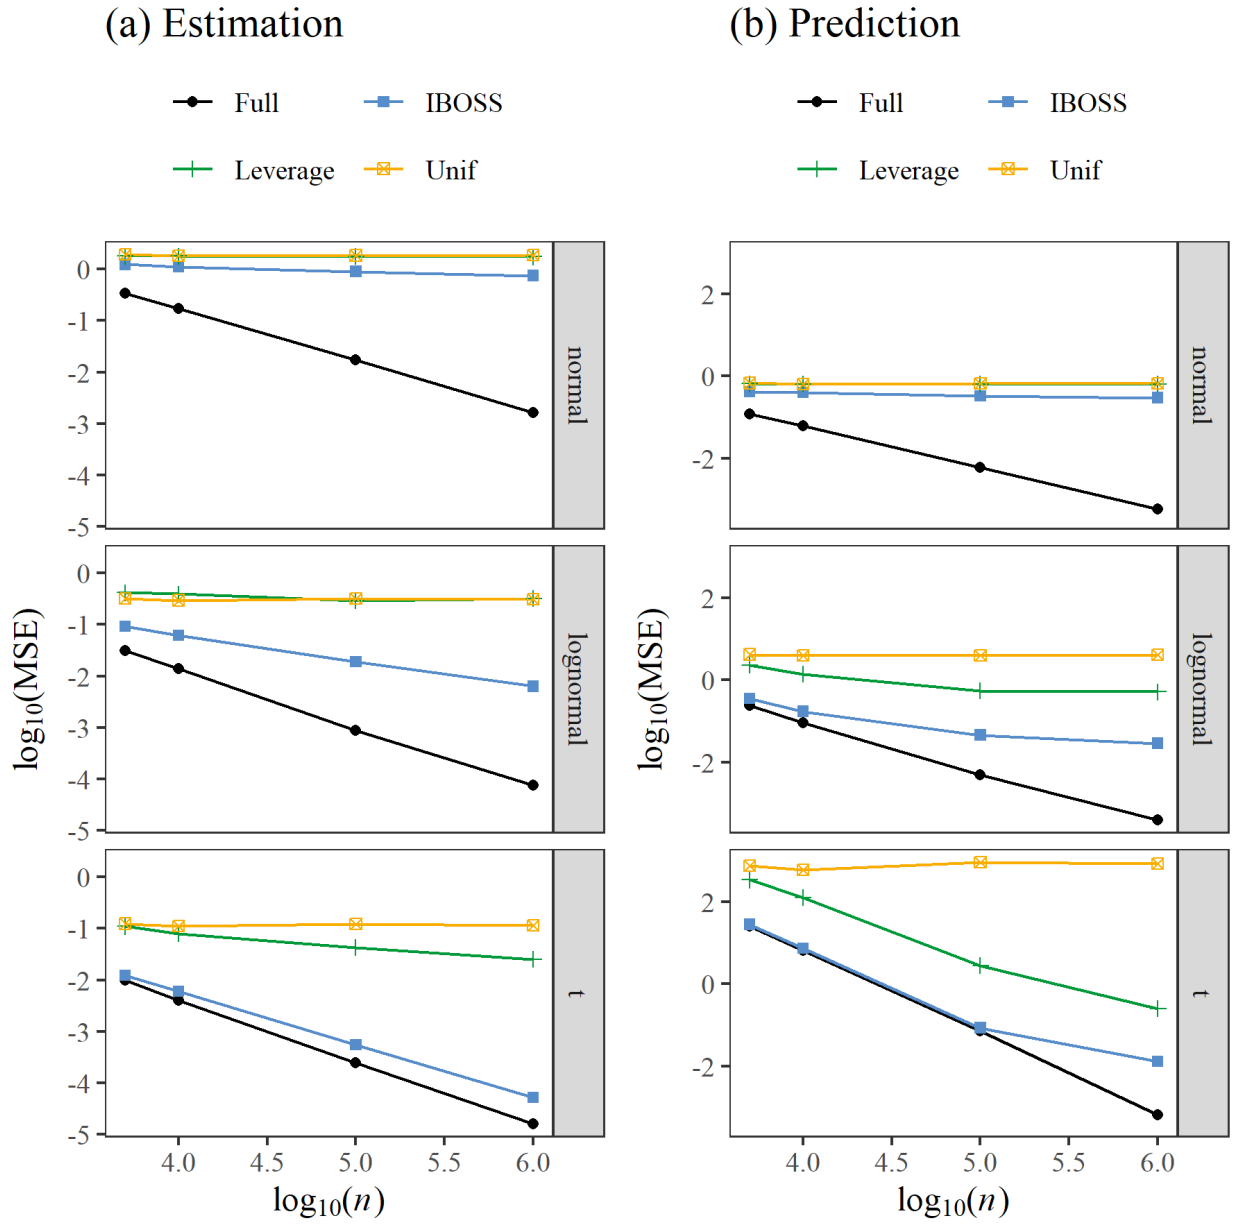 (a) Estimation
Full
IBOSS
Leverage
Unif
log10(MSE)
0
-1
-2
-3
-4
-5
normal
0
-1
-2
-3
-4
-5
lognormal
0
-1
-2
-3
-4
-5
t
4.0 4.5 5.0 5.5 6.0
log10(n)
(b) Prediction
Full
IBOSS
Leverage
Unif
log10(MSE)
2
0
-2
normal
2
0
-2
lognormal
2
0
-2
t
4.0 4.5 5.0 5.5 6.0
log10(n)